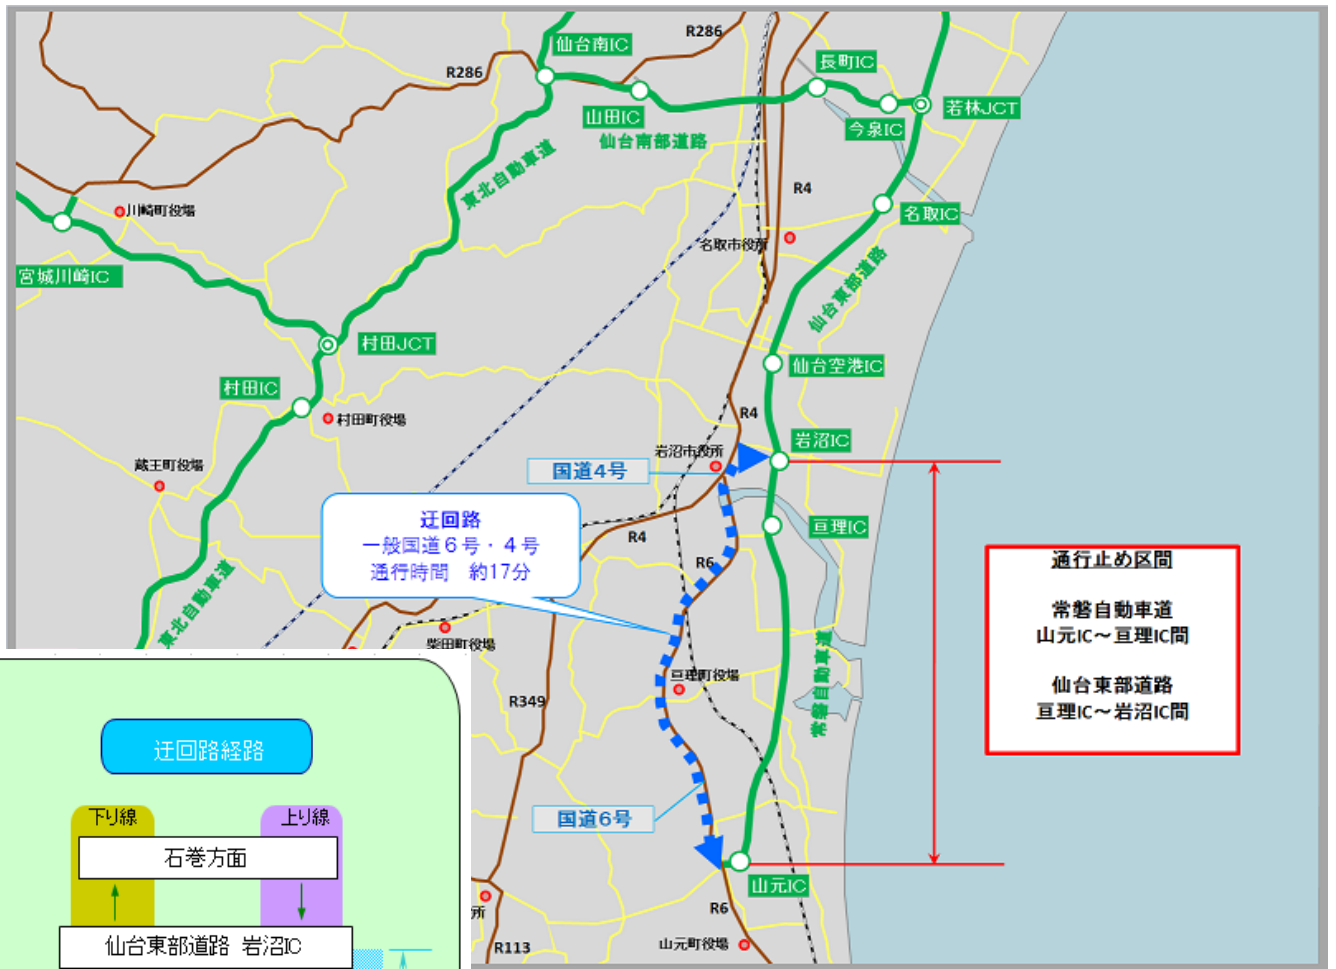 R286
仙台南IC
長町IC
R286
山田IC
若林JCT
今泉IC
仙台南部道路
東北自動車道
R4
川崎町役場
名取IC
名取市役所
宮城川崎IC
仙台東部道路
村田JCT
仙台空港IC
村田IC
R4
村田町役場
岩沼IC
岩沼市役所
蔵王町役場
国道4号
迂回路
一般国道6号・4号
通行時間 約17分
R4
亘理IC
R6
通行止め区間
常磐自動車道
山元IC~亘理IC間
仙台東部道路
亘理IC~岩沼IC間
東北自動車道
柴田町役場
常磐自動車道
亘理町役場
R349
国道6号
山元IC
R6
所
山元町役場
R113
迂回路経路
下り線
上り線
石巻方面
仙台東部道路 岩沼IC